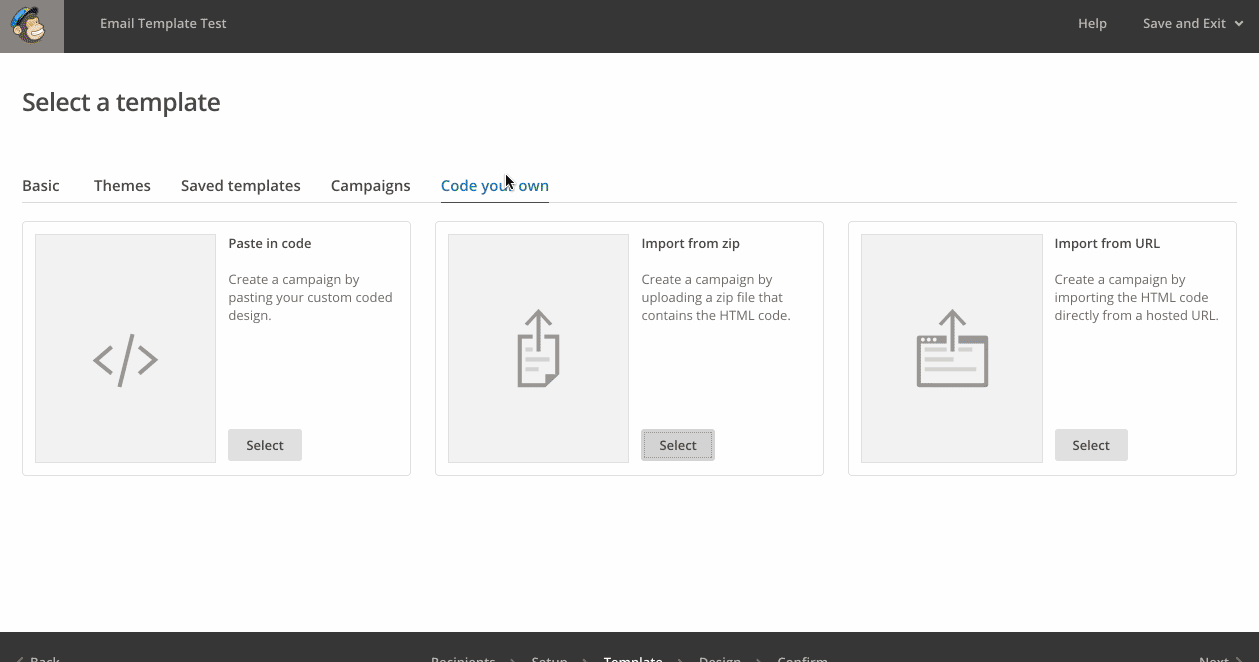 Email Template Test
Help
Save and Exit
Select a template
Basic
Themes
Saved templates
Campaigns
Code your own
Paste in code
Create a campaign by
pasting your custom coded
design.
Select
Import from zip
Create a campaign by
uploading a zip file that
contains the HTML code.
Select
Import from URL
Create a campaign by
importing the HTML code
directly from a hosted URL.
Select
Back
Recipients
Setup
Template
Design
Confirm
Next